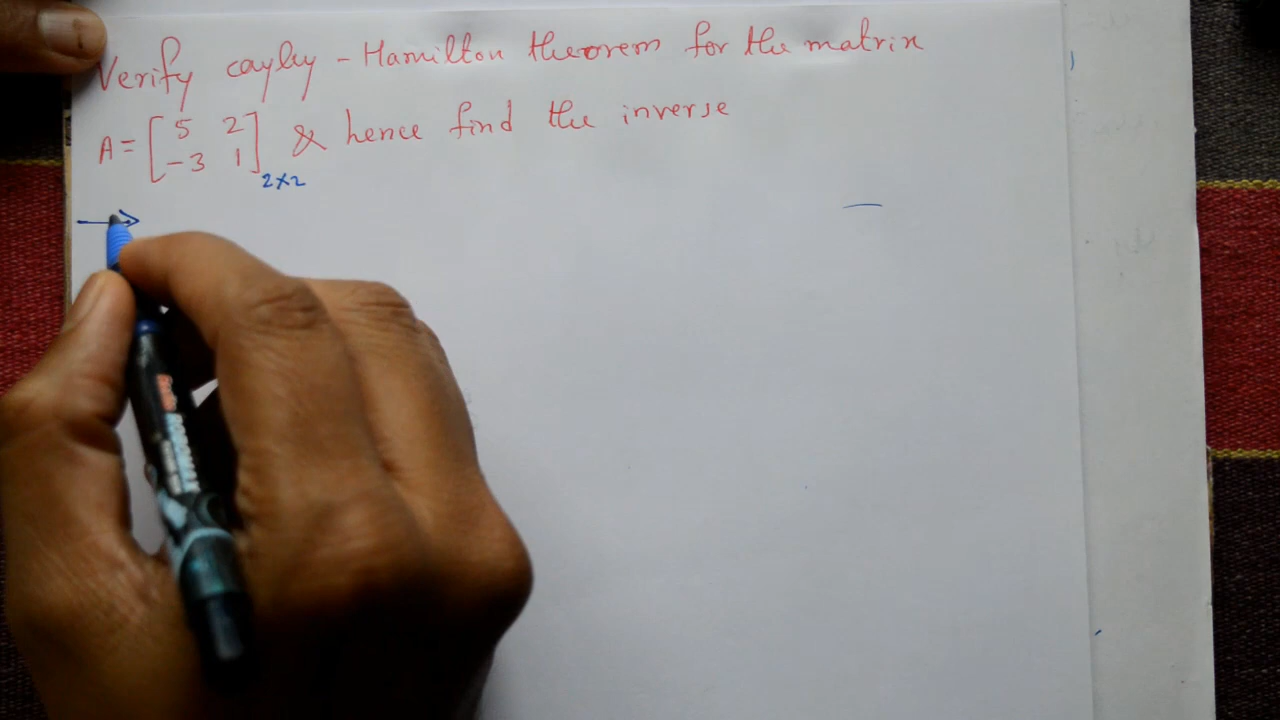 Verify cayley - Hamilton theorem for the matrix
A = [5 2
-3 1] & hence find the inverse
2×2